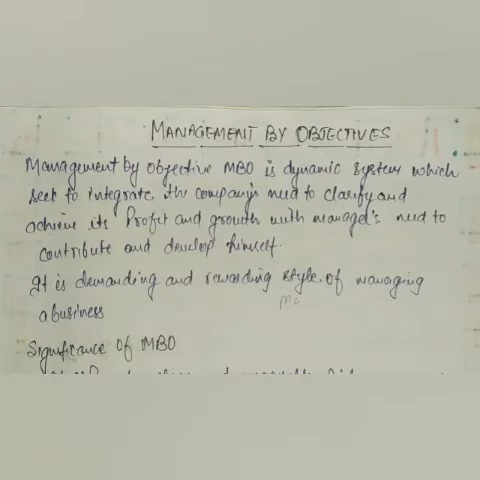 MANAGEMENT BY OBJECTIVES
Management by objective MBO is dynamic system which
seek to integrate the company's need to clarify and
achieve its Profit and growth with manager's need to
contribute and develop himself.
It is demanding and rewarding style of managing
a business
Significance of MBO